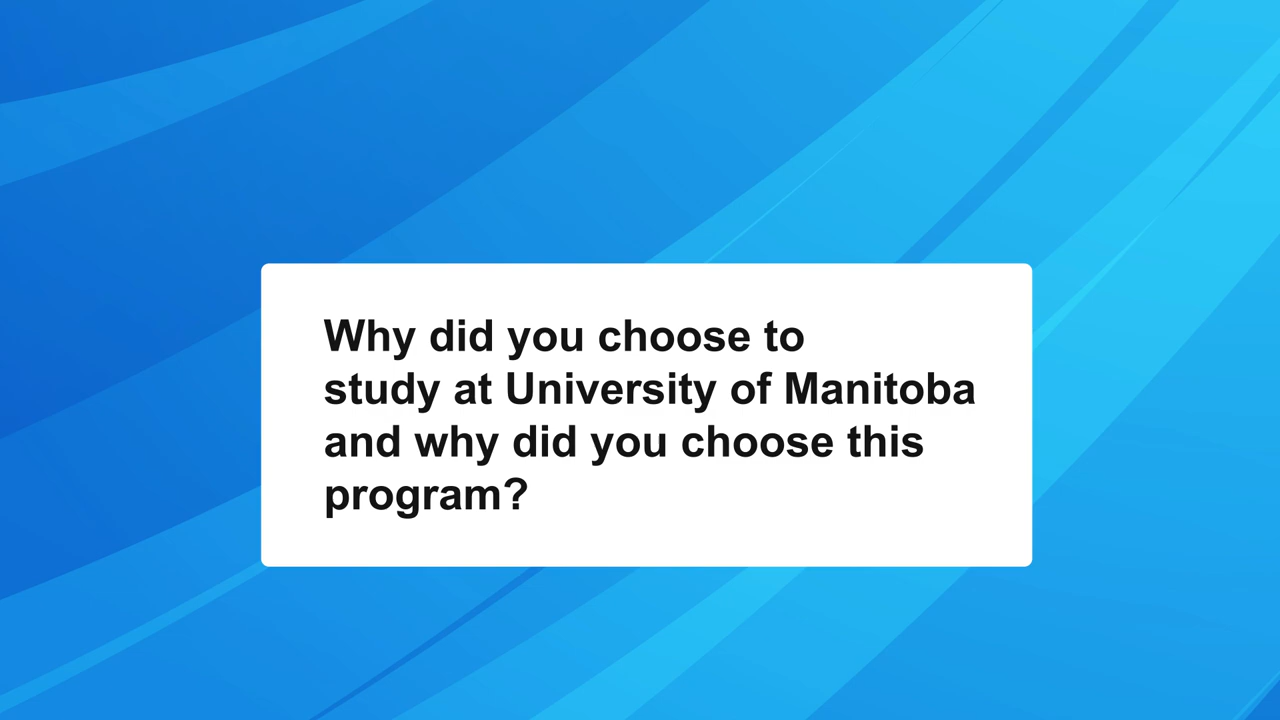 Why did you choose to
study at University of Manitoba
and why did you choose this
program?